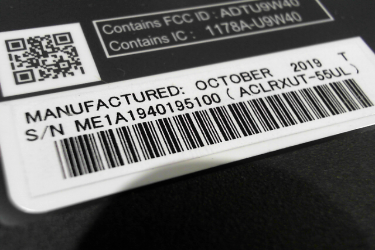 Contains FCC ID : ADTU9W40
Contains IC : 1178A-U9W40
MANUFACTURED: OCTOBER 2019 T
S/N ME1A1940195100 ( ACLRXUT-55UL )